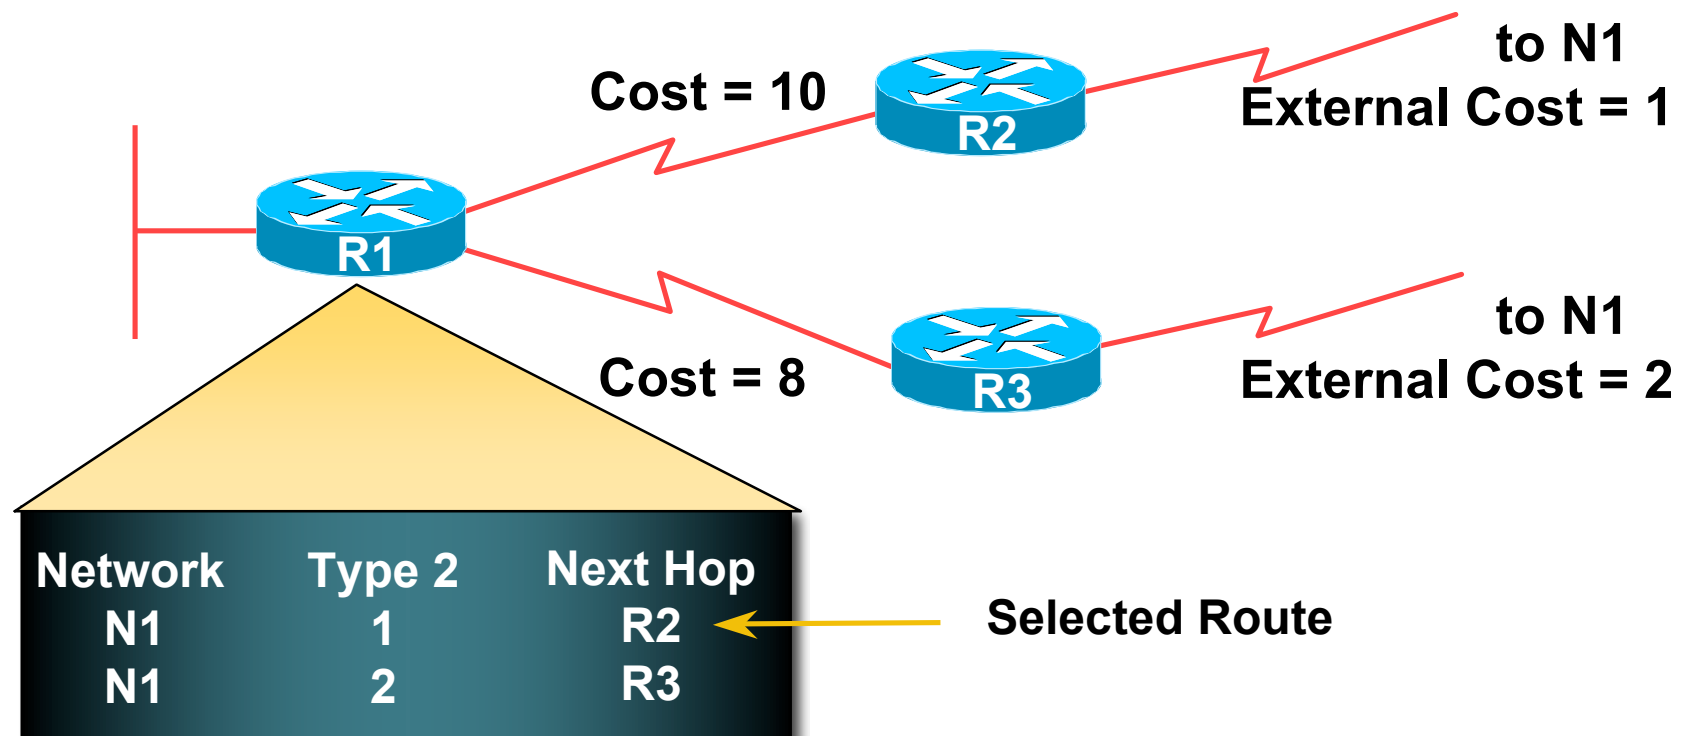 to N1
External Cost = 1
Cost = 10
R2
R1
to N1
External Cost = 2
Cost = 8
R3
Network Type 2 Next Hop
N1 1 R2
N1 2 R3
Selected Route